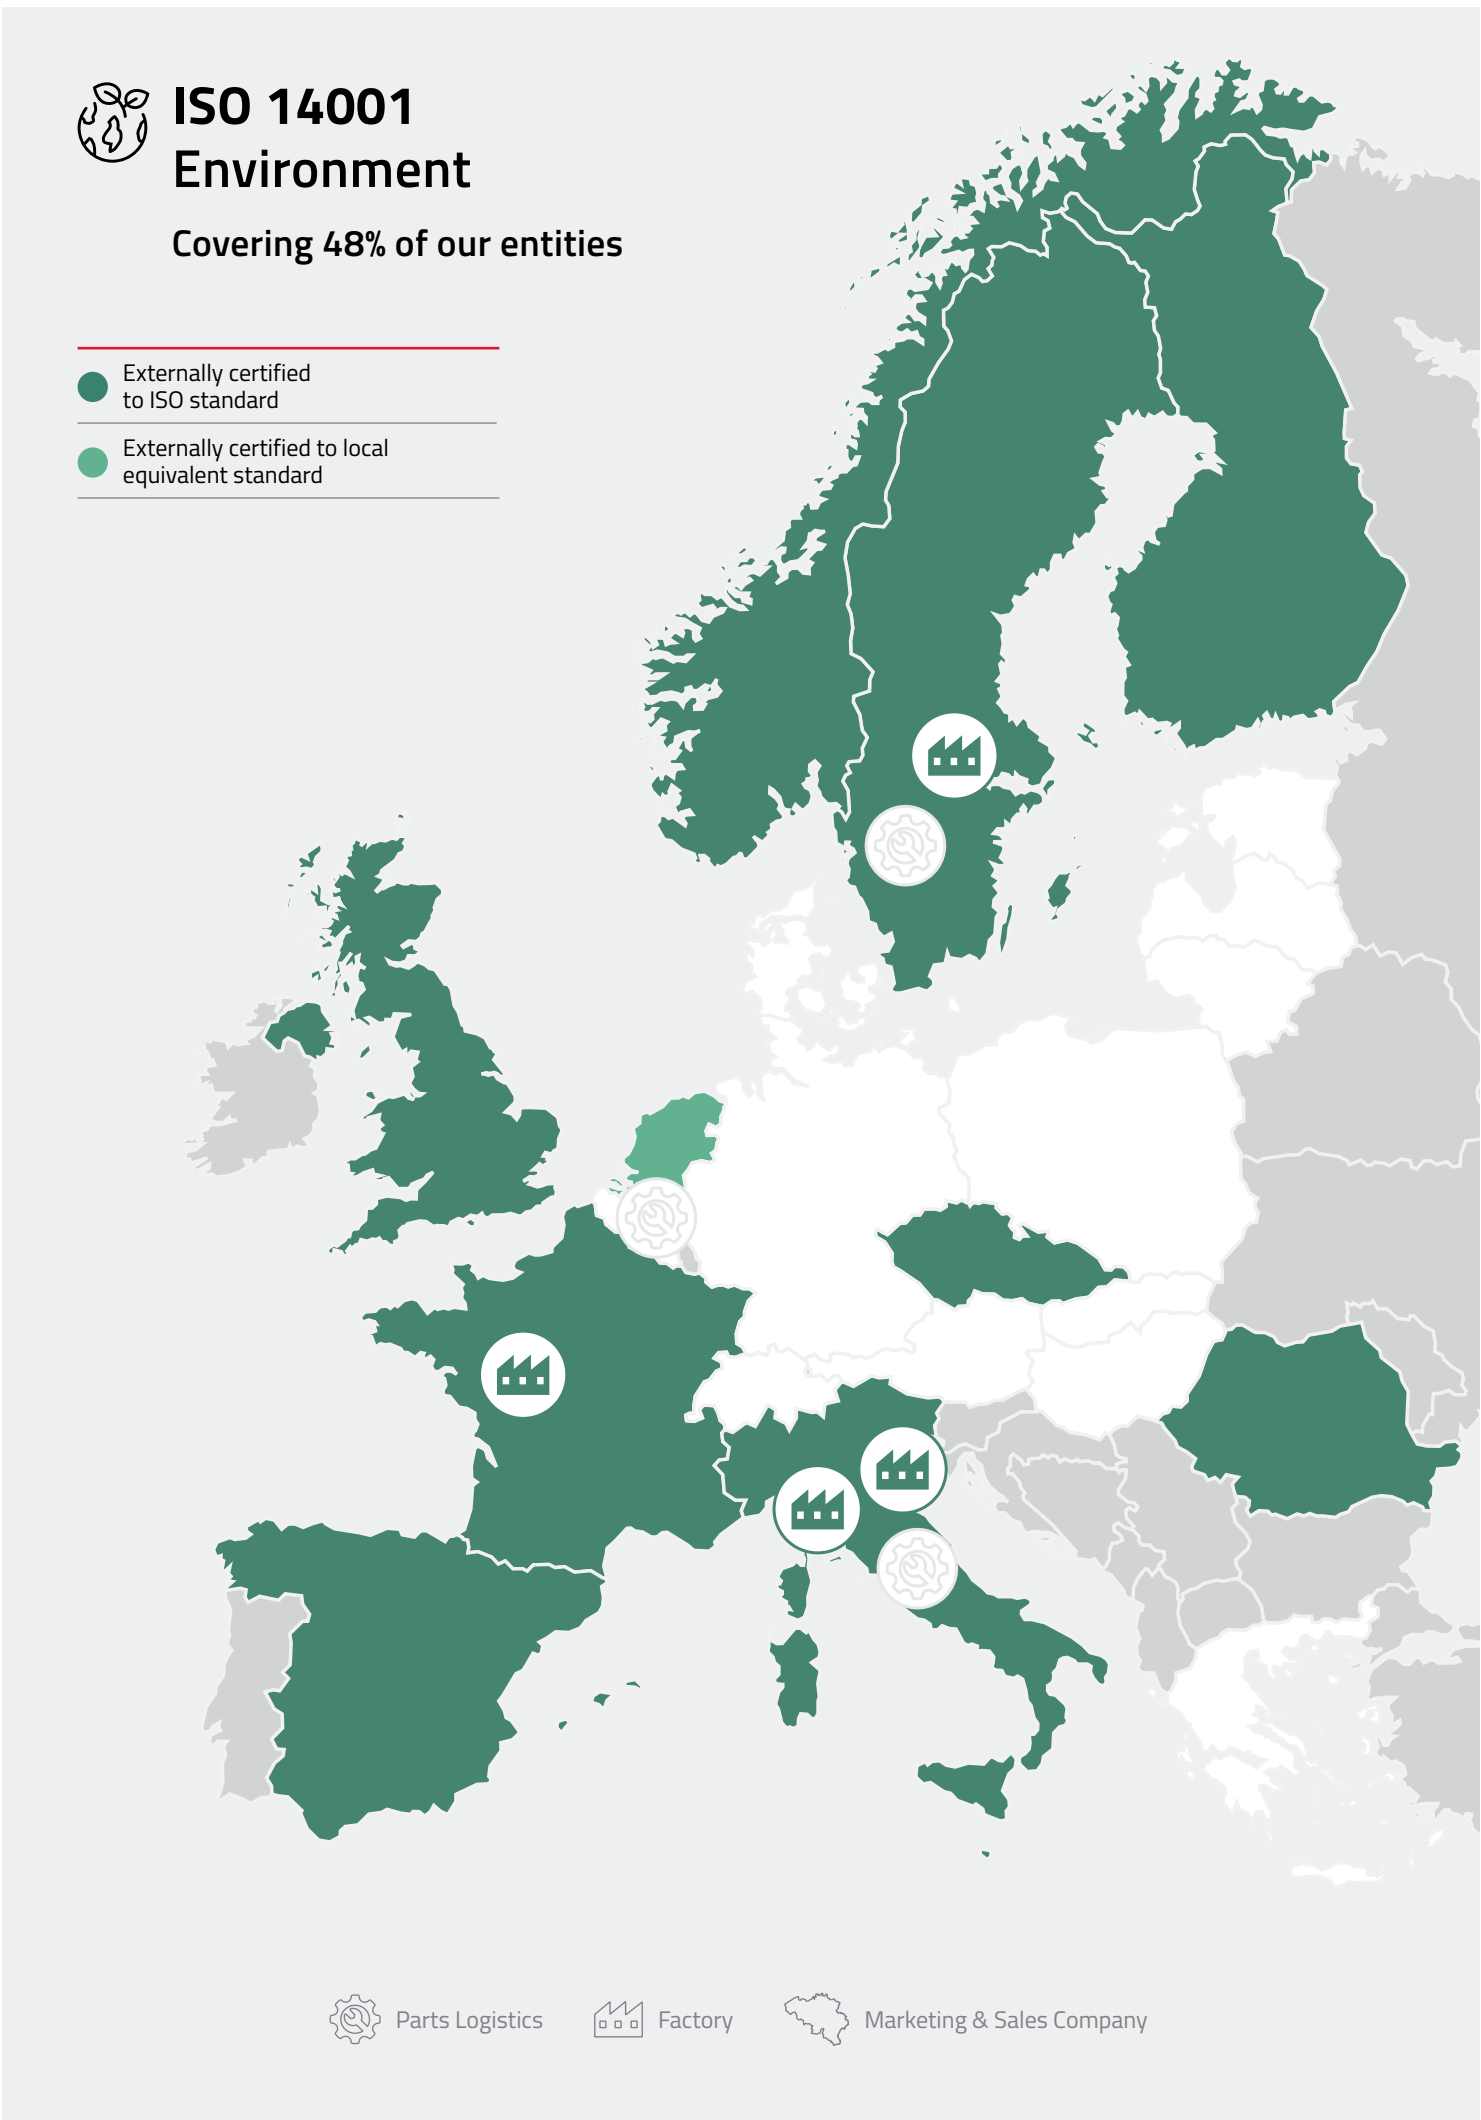 ISO 14001
Environment
Covering 48% of our entities
Externally certified
to ISO standard
Externally certified to local
equivalent standard
Parts Logistics
Factory
Marketing & Sales Company